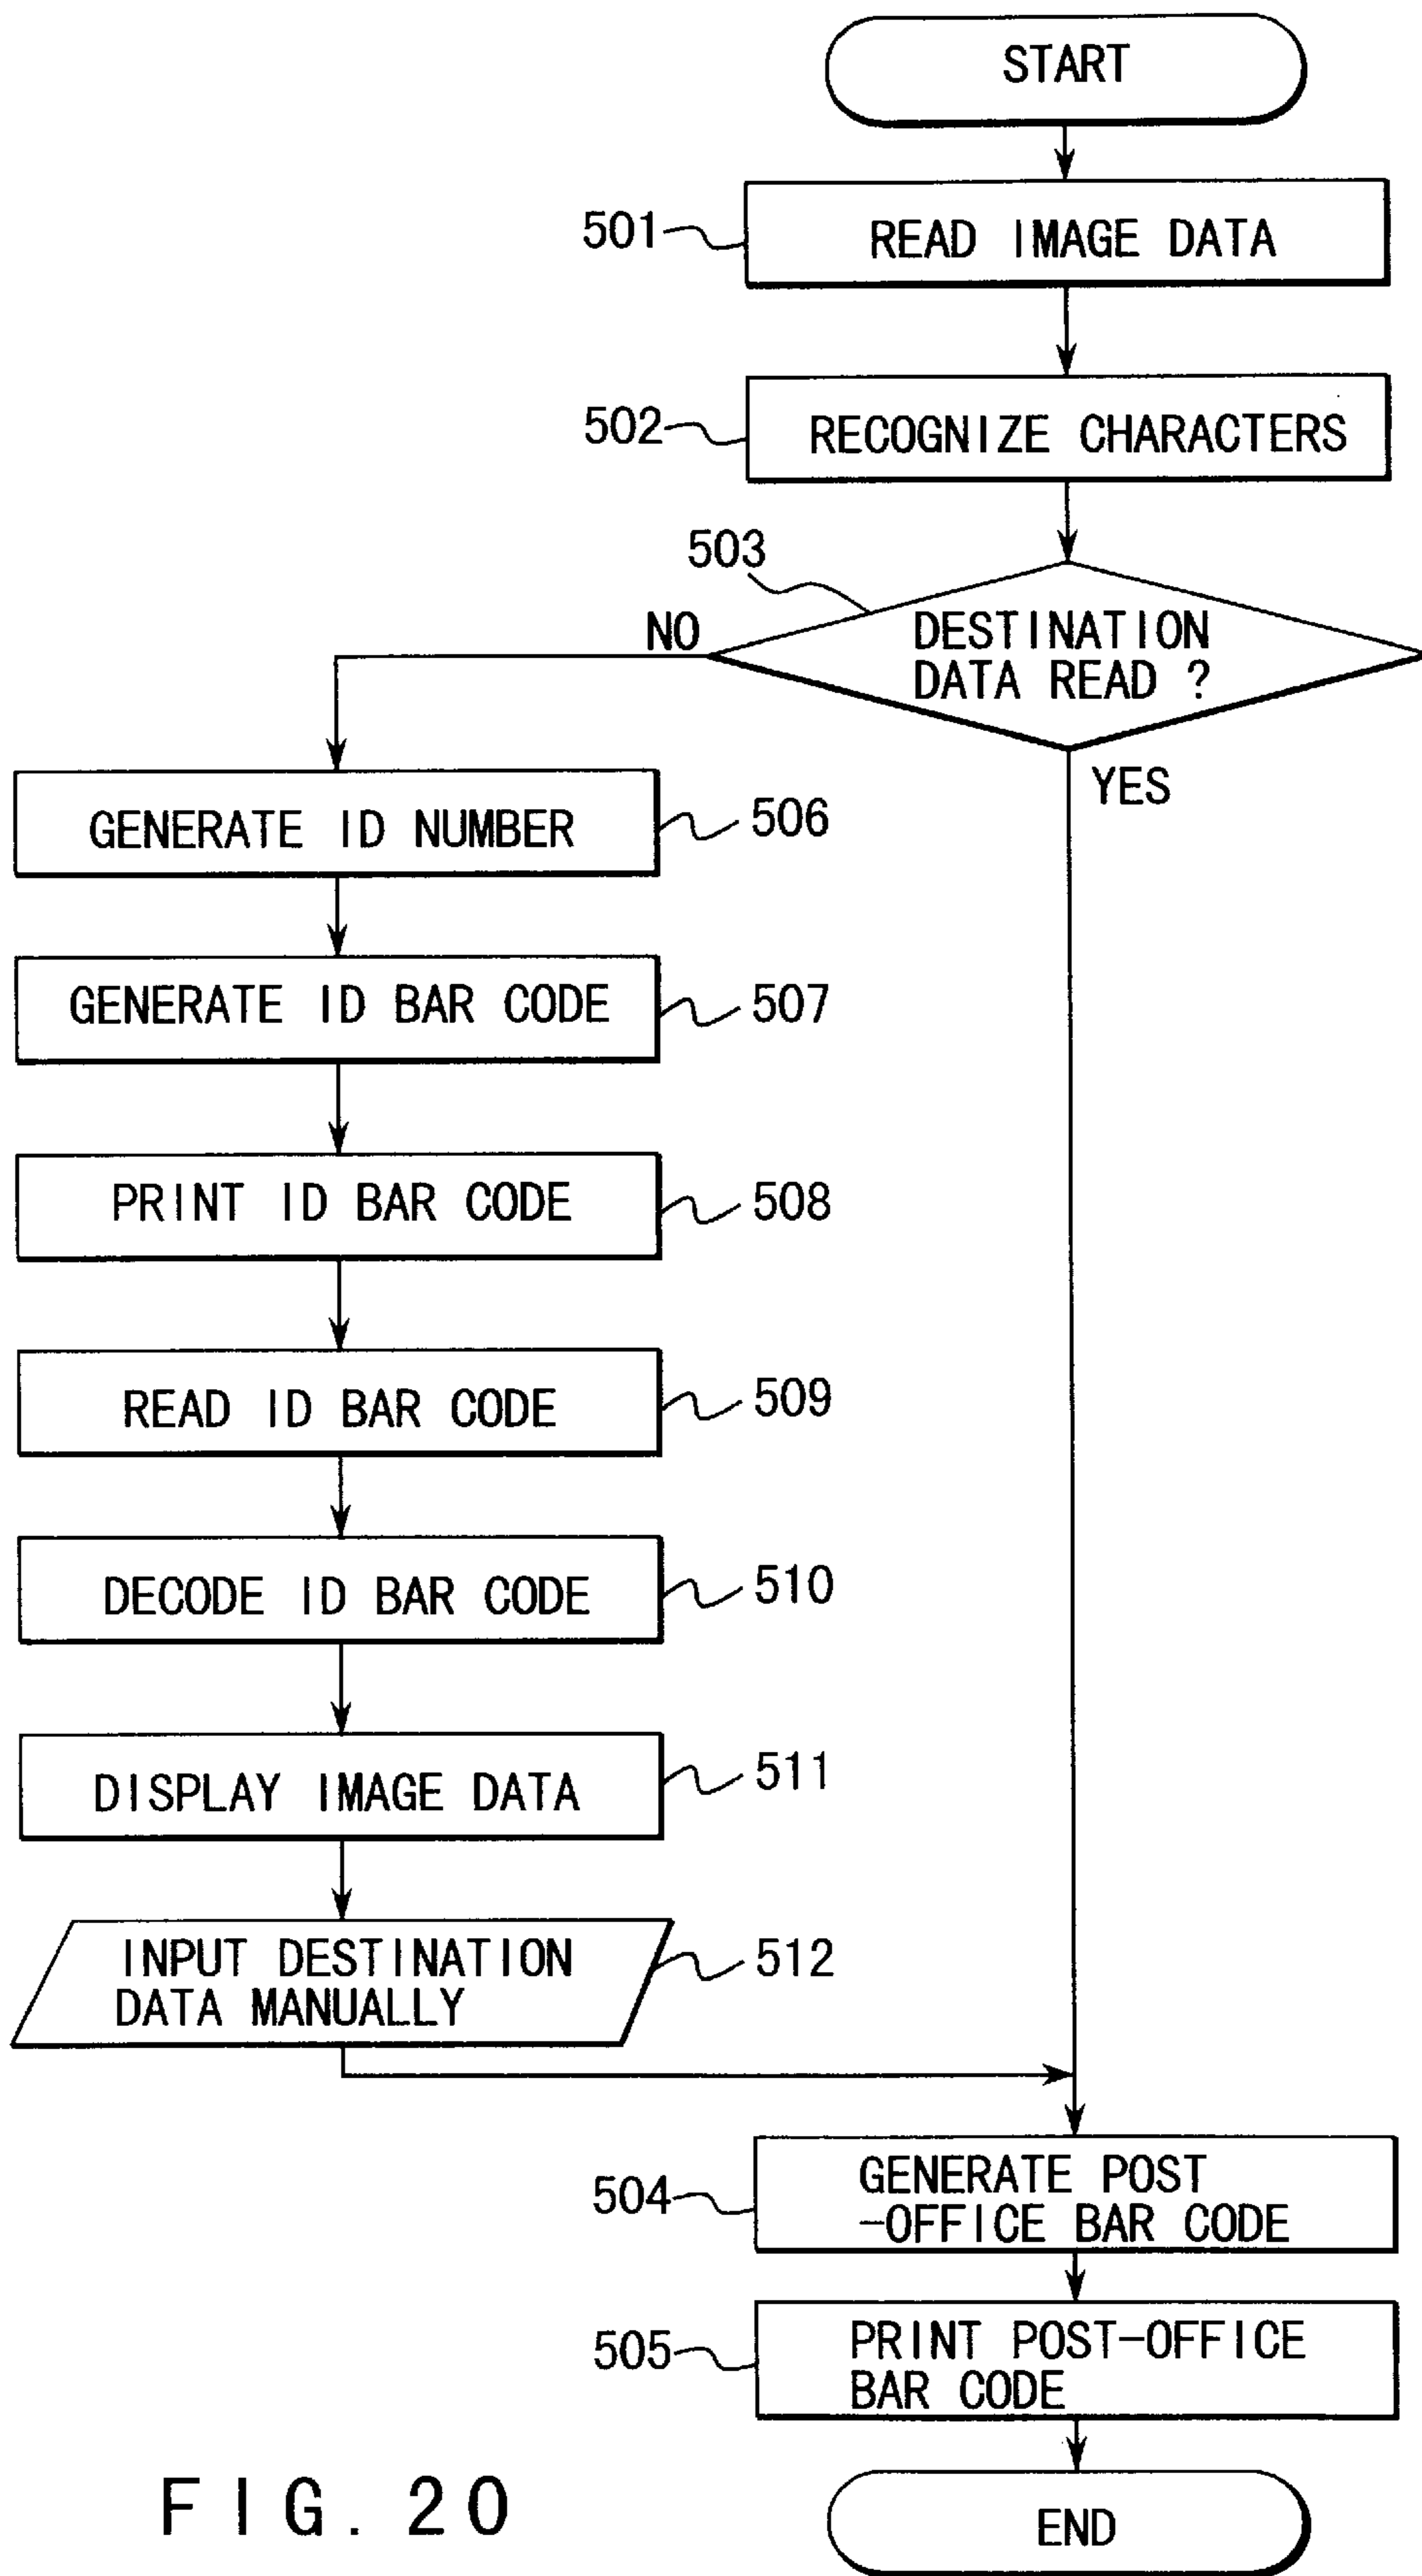 START
501
READ IMAGE DATA
502
RECOGNIZE CHARACTERS
503
DESTINATION
DATA READ ?
NO
YES
GENERATE ID NUMBER
506
GENERATE ID BAR CODE
507
PRINT ID BAR CODE
508
READ ID BAR CODE
509
DECODE ID BAR CODE
510
DISPLAY IMAGE DATA
511
INPUT DESTINATION
DATA MANUALLY
512
504
GENERATE POST
-OFFICE BAR CODE
505
PRINT POST-OFFICE
BAR CODE
END
FIG. 20